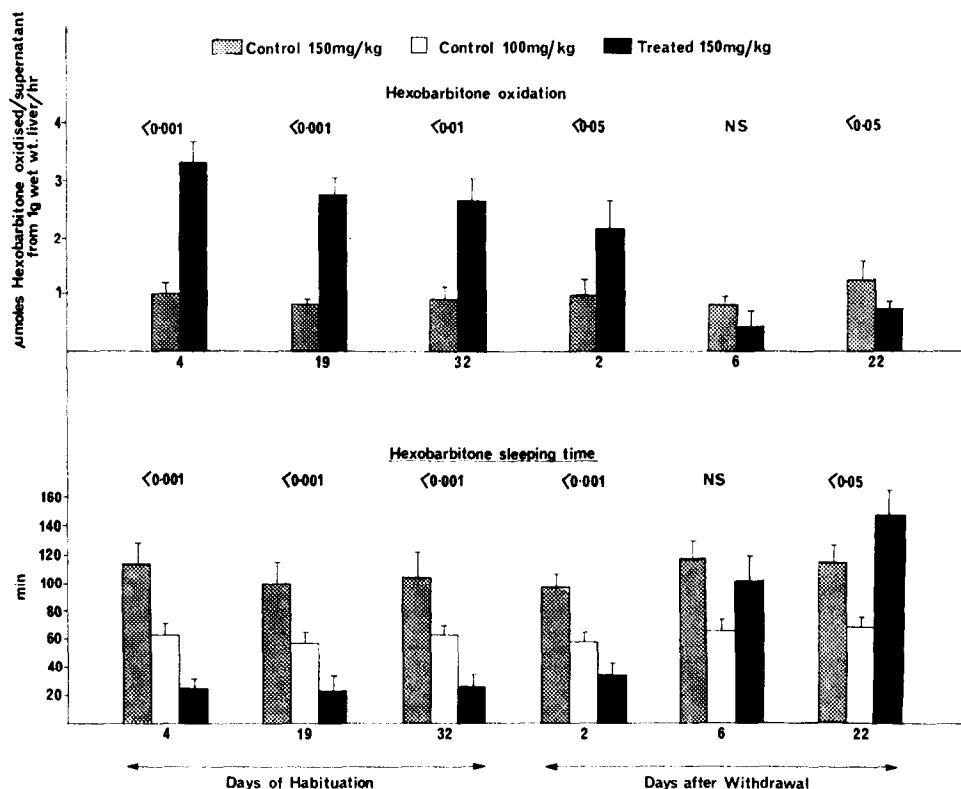 Control 150mg/kg Control 100mg/kg Treated 150mg/kg
Hexobarbitone oxidation
µmoles Hexobarbitone oxidised/supernatant
from 1g wet wt. liver/hr
<0·001 <0·001 <0·01 <0·05 NS <0·05
4
3
2
1
4 19 32 2 6 22
Hexobarbitone sleeping time
<0·001 <0·001 <0·001 <0·001 NS <0·05
min
160
140
120
100
80
60
40
20
4 19 32 2 6 22
Days of Habituation Days after Withdrawal